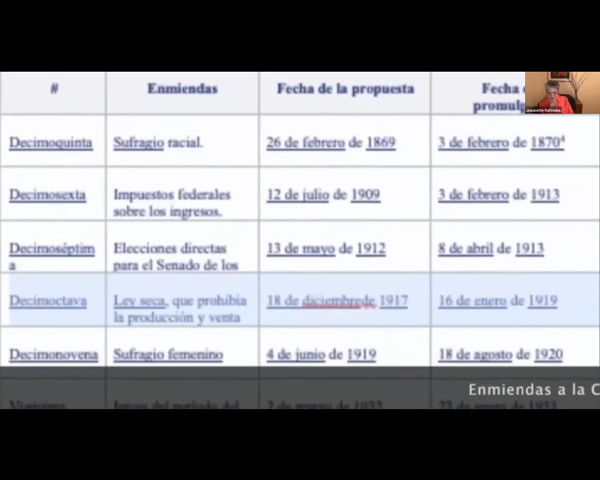 # Enmiendas Fecha de la propuesta Fecha
promulg
Decimoquinta Sufragio racial. 26 de febrero de 1869 3 de febrero de 1870⁴
Decimosexta Impuestos federales 12 de julio de 1909 3 de febrero de 1913
sobre los ingresos.
Decimoséptim Elecciones directas 13 de mayo de 1912 8 de abril de 1913
a para el Senado de los
Decimoctava Ley seca, que prohibía 18 de diciembrede 1917 16 de enero de 1919
la producción y venta
Decimonovena Sufragio femenino 4 de junio de 1919 18 de agosto de 1920
Enmiendas a la C